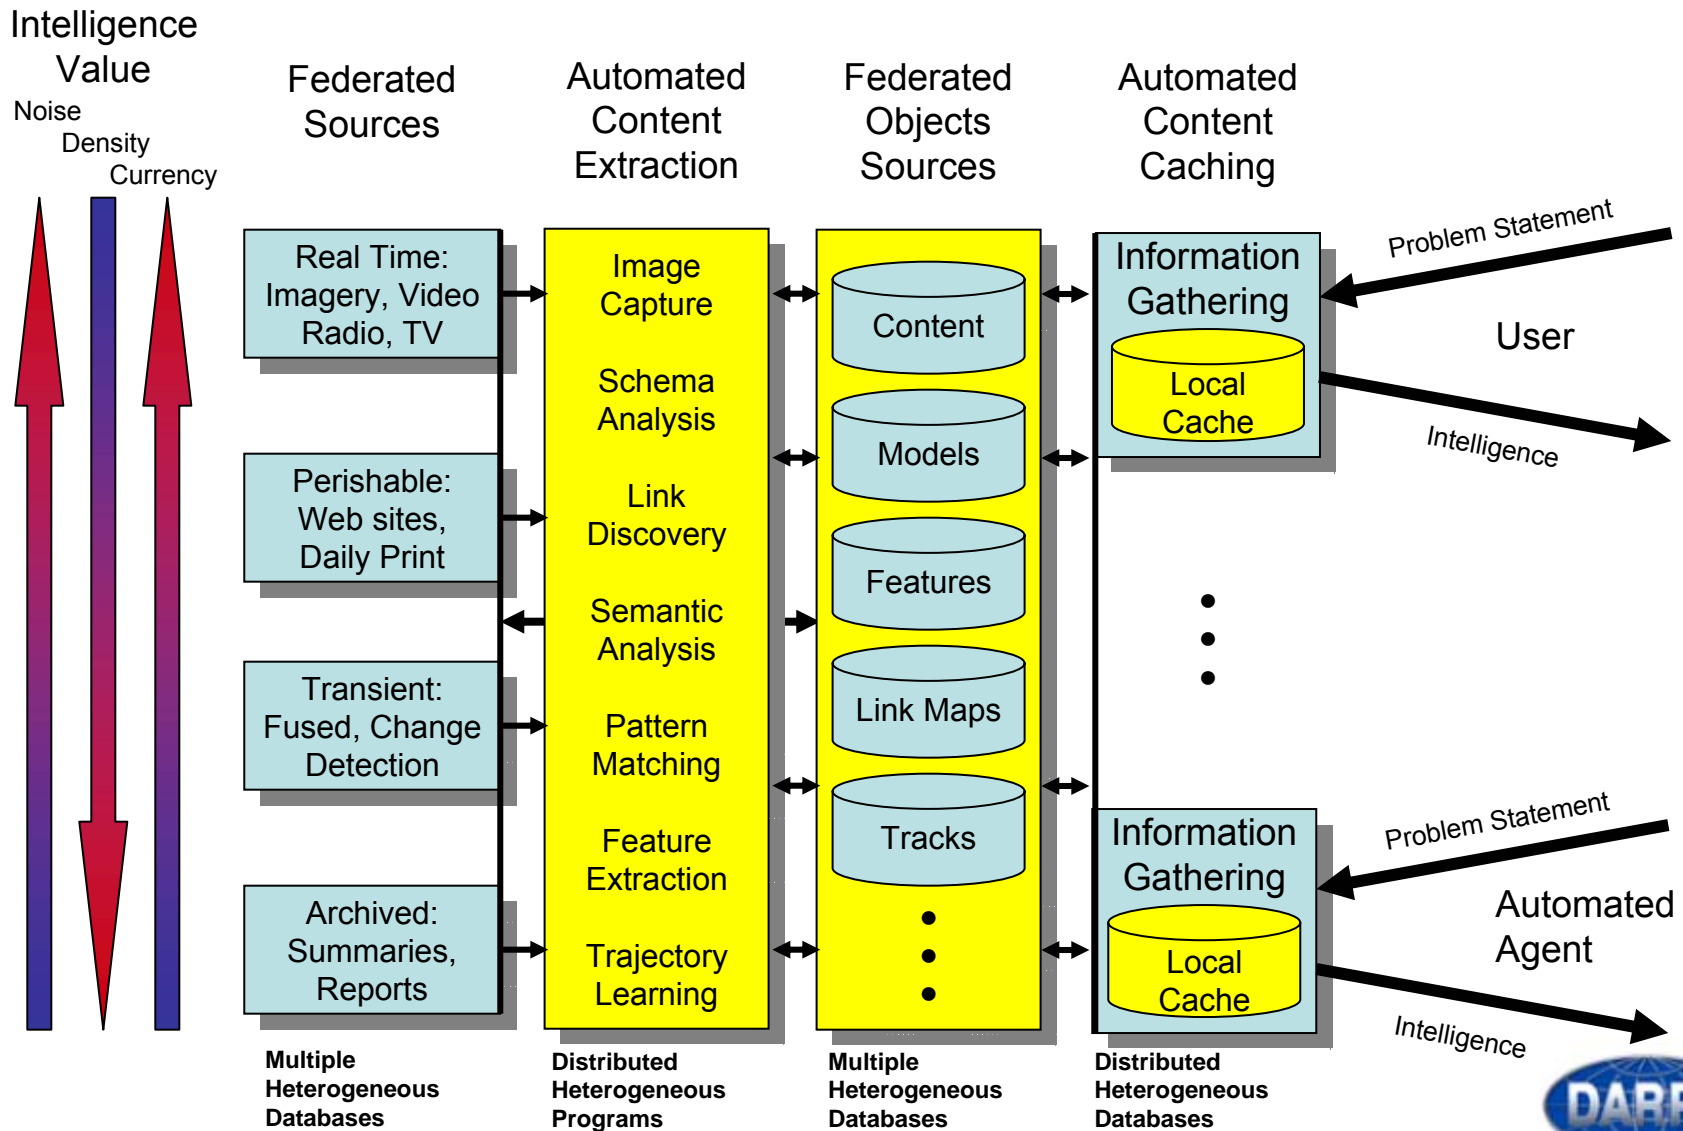 Intelligence
Value
Noise
Density
Currency
Federated
Sources
Automated
Content
Extraction
Federated
Objects
Sources
Automated
Content
Caching
Real Time:
Imagery, Video
Radio, TV
Perishable:
Web sites,
Daily Print
Transient:
Fused, Change
Detection
Archived:
Summaries,
Reports
Image
Capture
Schema
Analysis
Link
Discovery
Semantic
Analysis
Pattern
Matching
Feature
Extraction
Trajectory
Learning
Content
Models
Features
Link Maps
Tracks
Information
Gathering
Local
Cache
Problem Statement
User
Intelligence
Information
Gathering
Local
Cache
Problem Statement
Automated
Agent
Intelligence
Multiple
Heterogeneous
Databases
Distributed
Heterogeneous
Programs
Multiple
Heterogeneous
Databases
Distributed
Heterogeneous
Databases